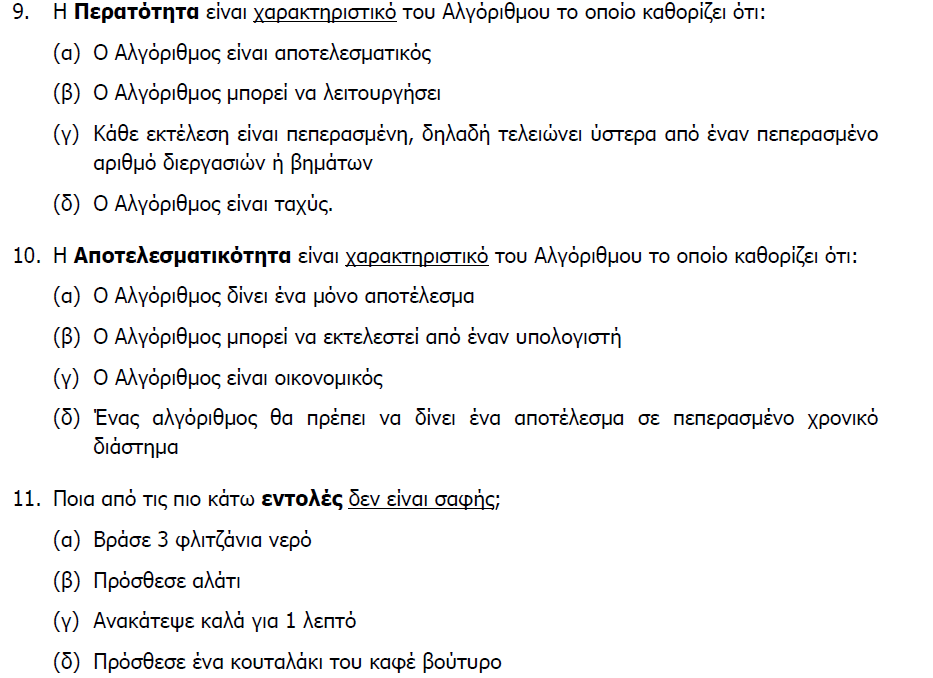 9. Η Περατότητα είναι χαρακτηριστικό του Αλγόριθμου το οποίο καθορίζει ότι:
(α) Ο Αλγόριθμος είναι αποτελεσματικός
(β) Ο Αλγόριθμος μπορεί να λειτουργήσει
(γ) Κάθε εκτέλεση είναι πεπερασμένη, δηλαδή τελειώνει ύστερα από έναν πεπερασμένο
αριθμό διεργασιών ή βημάτων
(δ) Ο Αλγόριθμος είναι ταχύς.
10. Η Αποτελεσματικότητα είναι χαρακτηριστικό του Αλγόριθμου το οποίο καθορίζει ότι:
(α) Ο Αλγόριθμος δίνει ένα μόνο αποτέλεσμα
(β) Ο Αλγόριθμος μπορεί να εκτελεστεί από έναν υπολογιστή
(γ) Ο Αλγόριθμος είναι οικονομικός
(δ) Ένας αλγόριθμος θα πρέπει να δίνει ένα αποτέλεσμα σε πεπερασμένο χρονικό
διάστημα
11. Ποια από τις πιο κάτω εντολές δεν είναι σαφής;
(α) Βράσε 3 φλιτζάνια νερό
(β) Πρόσθεσε αλάτι
(γ) Ανακάτεψε καλά για 1 λεπτό
(δ) Πρόσθεσε ένα κουταλάκι του καφέ βούτυρο